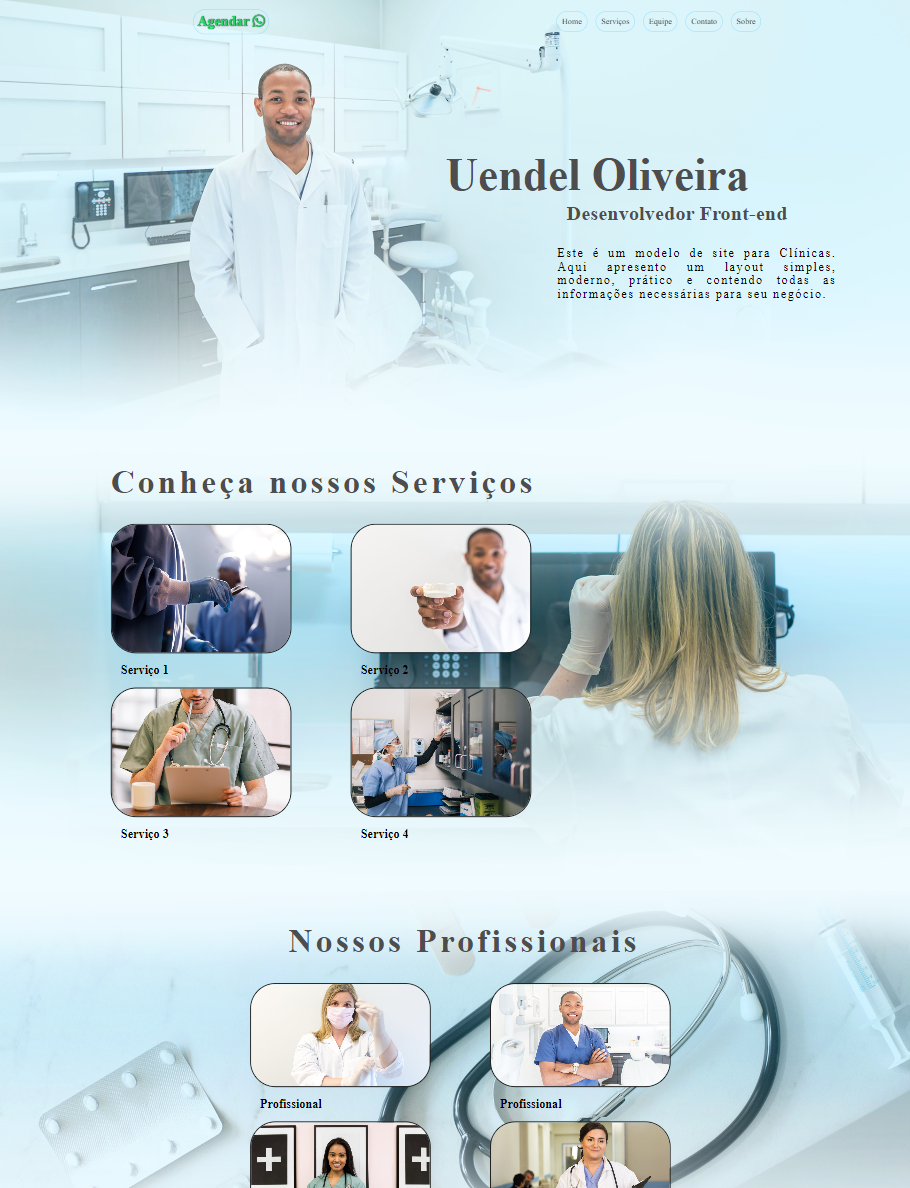 Agendar
Home Serviços Equipe Contato Sobre
Uendel Oliveira
Desenvolvedor Front-end
Este é um modelo de site para Clínicas.
Aqui apresento um layout simples,
moderno, prático e contendo todas as
informações necessárias para seu negócio.
Conheça nossos Serviços
Serviço 1
Serviço 2
Serviço 3
Serviço 4
Nossos Profissionais
Profissional
Profissional